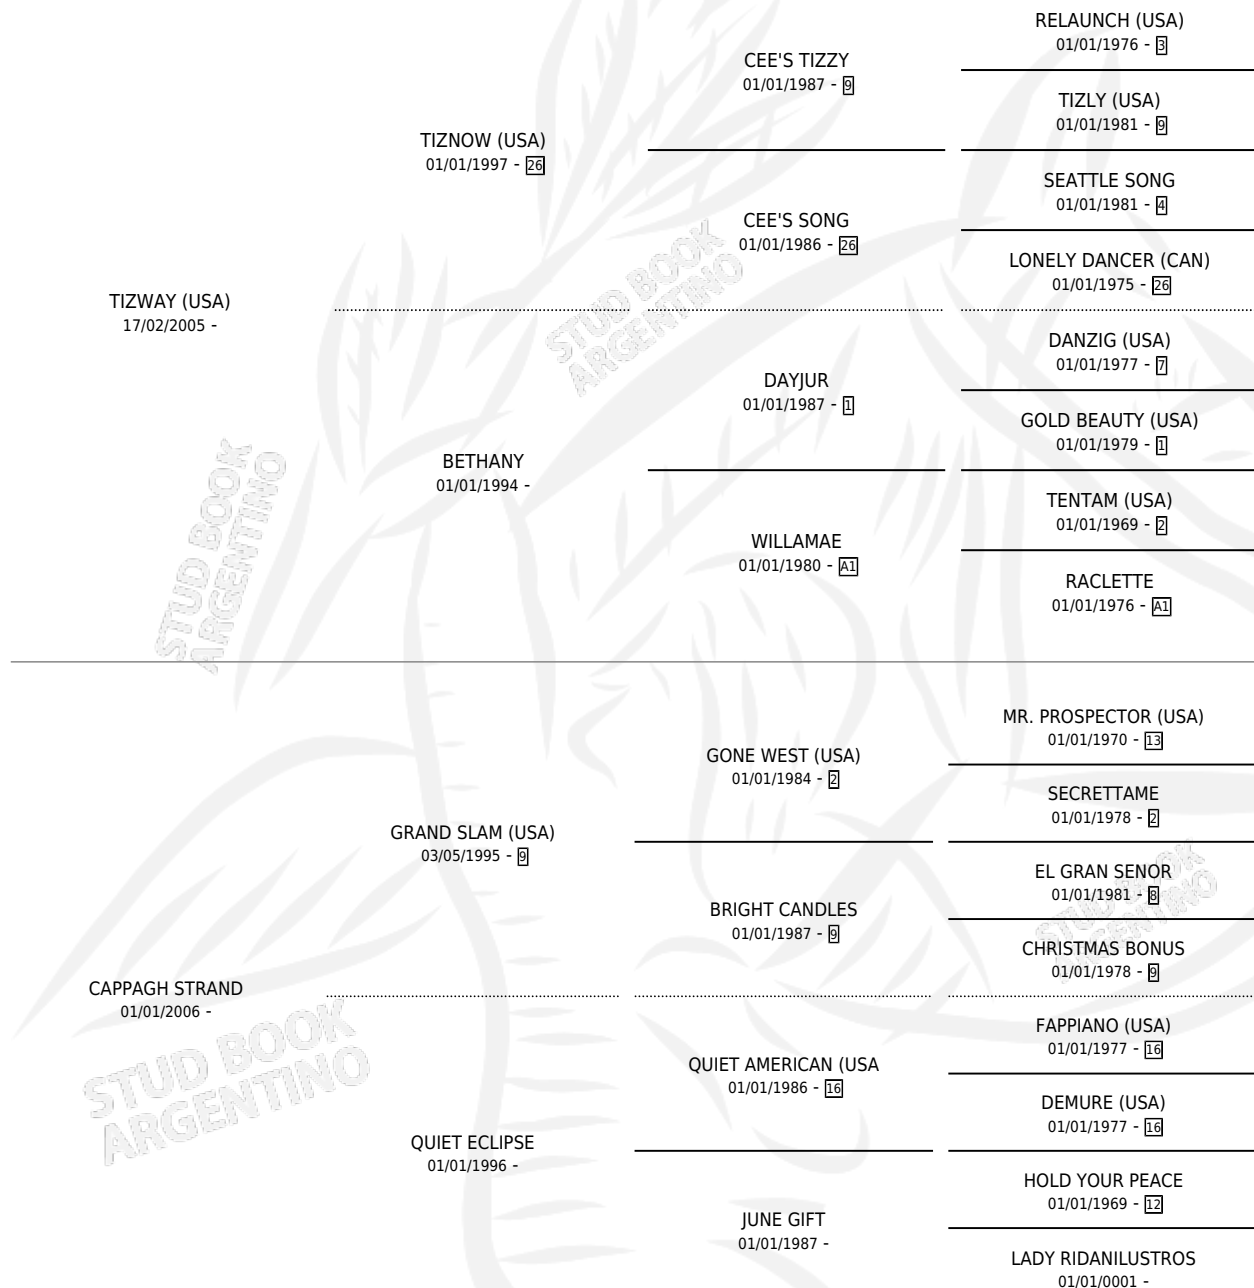 RELAUNCH (USA)
01/01/1976 - 3
CEE'S TIZZY
01/01/1987 - 9
TIZLY (USA)
01/01/1981 - 9
TIZNOW (USA)
01/01/1997 - 26
SEATTLE SONG
01/01/1981 - 4
CEE'S SONG
01/01/1986 - 26
LONELY DANCER (CAN)
01/01/1975 - 26
TIZWAY (USA)
17/02/2005 -
DANZIG (USA)
01/01/1977 - 7
DAYJUR
01/01/1987 - 1
GOLD BEAUTY (USA)
01/01/1979 - 1
BETHANY
01/01/1994 -
TENTAM (USA)
01/01/1969 - 2
WILLAMAE
01/01/1980 - A1
RACLETTE
01/01/1976 - A1
MR. PROSPECTOR (USA)
01/01/1970 - 13
GONE WEST (USA)
01/01/1984 - 2
SECRETTAME
01/01/1978 - 2
GRAND SLAM (USA)
03/05/1995 - 9
EL GRAN SENOR
01/01/1981 - 8
BRIGHT CANDLES
01/01/1987 - 9
CHRISTMAS BONUS
01/01/1978 - 9
CAPPAGH STRAND
01/01/2006 -
FAPPIANO (USA)
01/01/1977 - 16
QUIET AMERICAN (USA
01/01/1986 - 16
DEMURE (USA)
01/01/1977 - 16
QUIET ECLIPSE
01/01/1996 -
HOLD YOUR PEACE
01/01/1969 - 12
JUNE GIFT
01/01/1987 -
LADY RIDANILUSTROS
01/01/0001 -
STUD BOOK
ARGENTINO
STUD BOOK
ARGENTINO
STUD BOOK
ARGENTINO
STUD BOOK
ARGENTINO